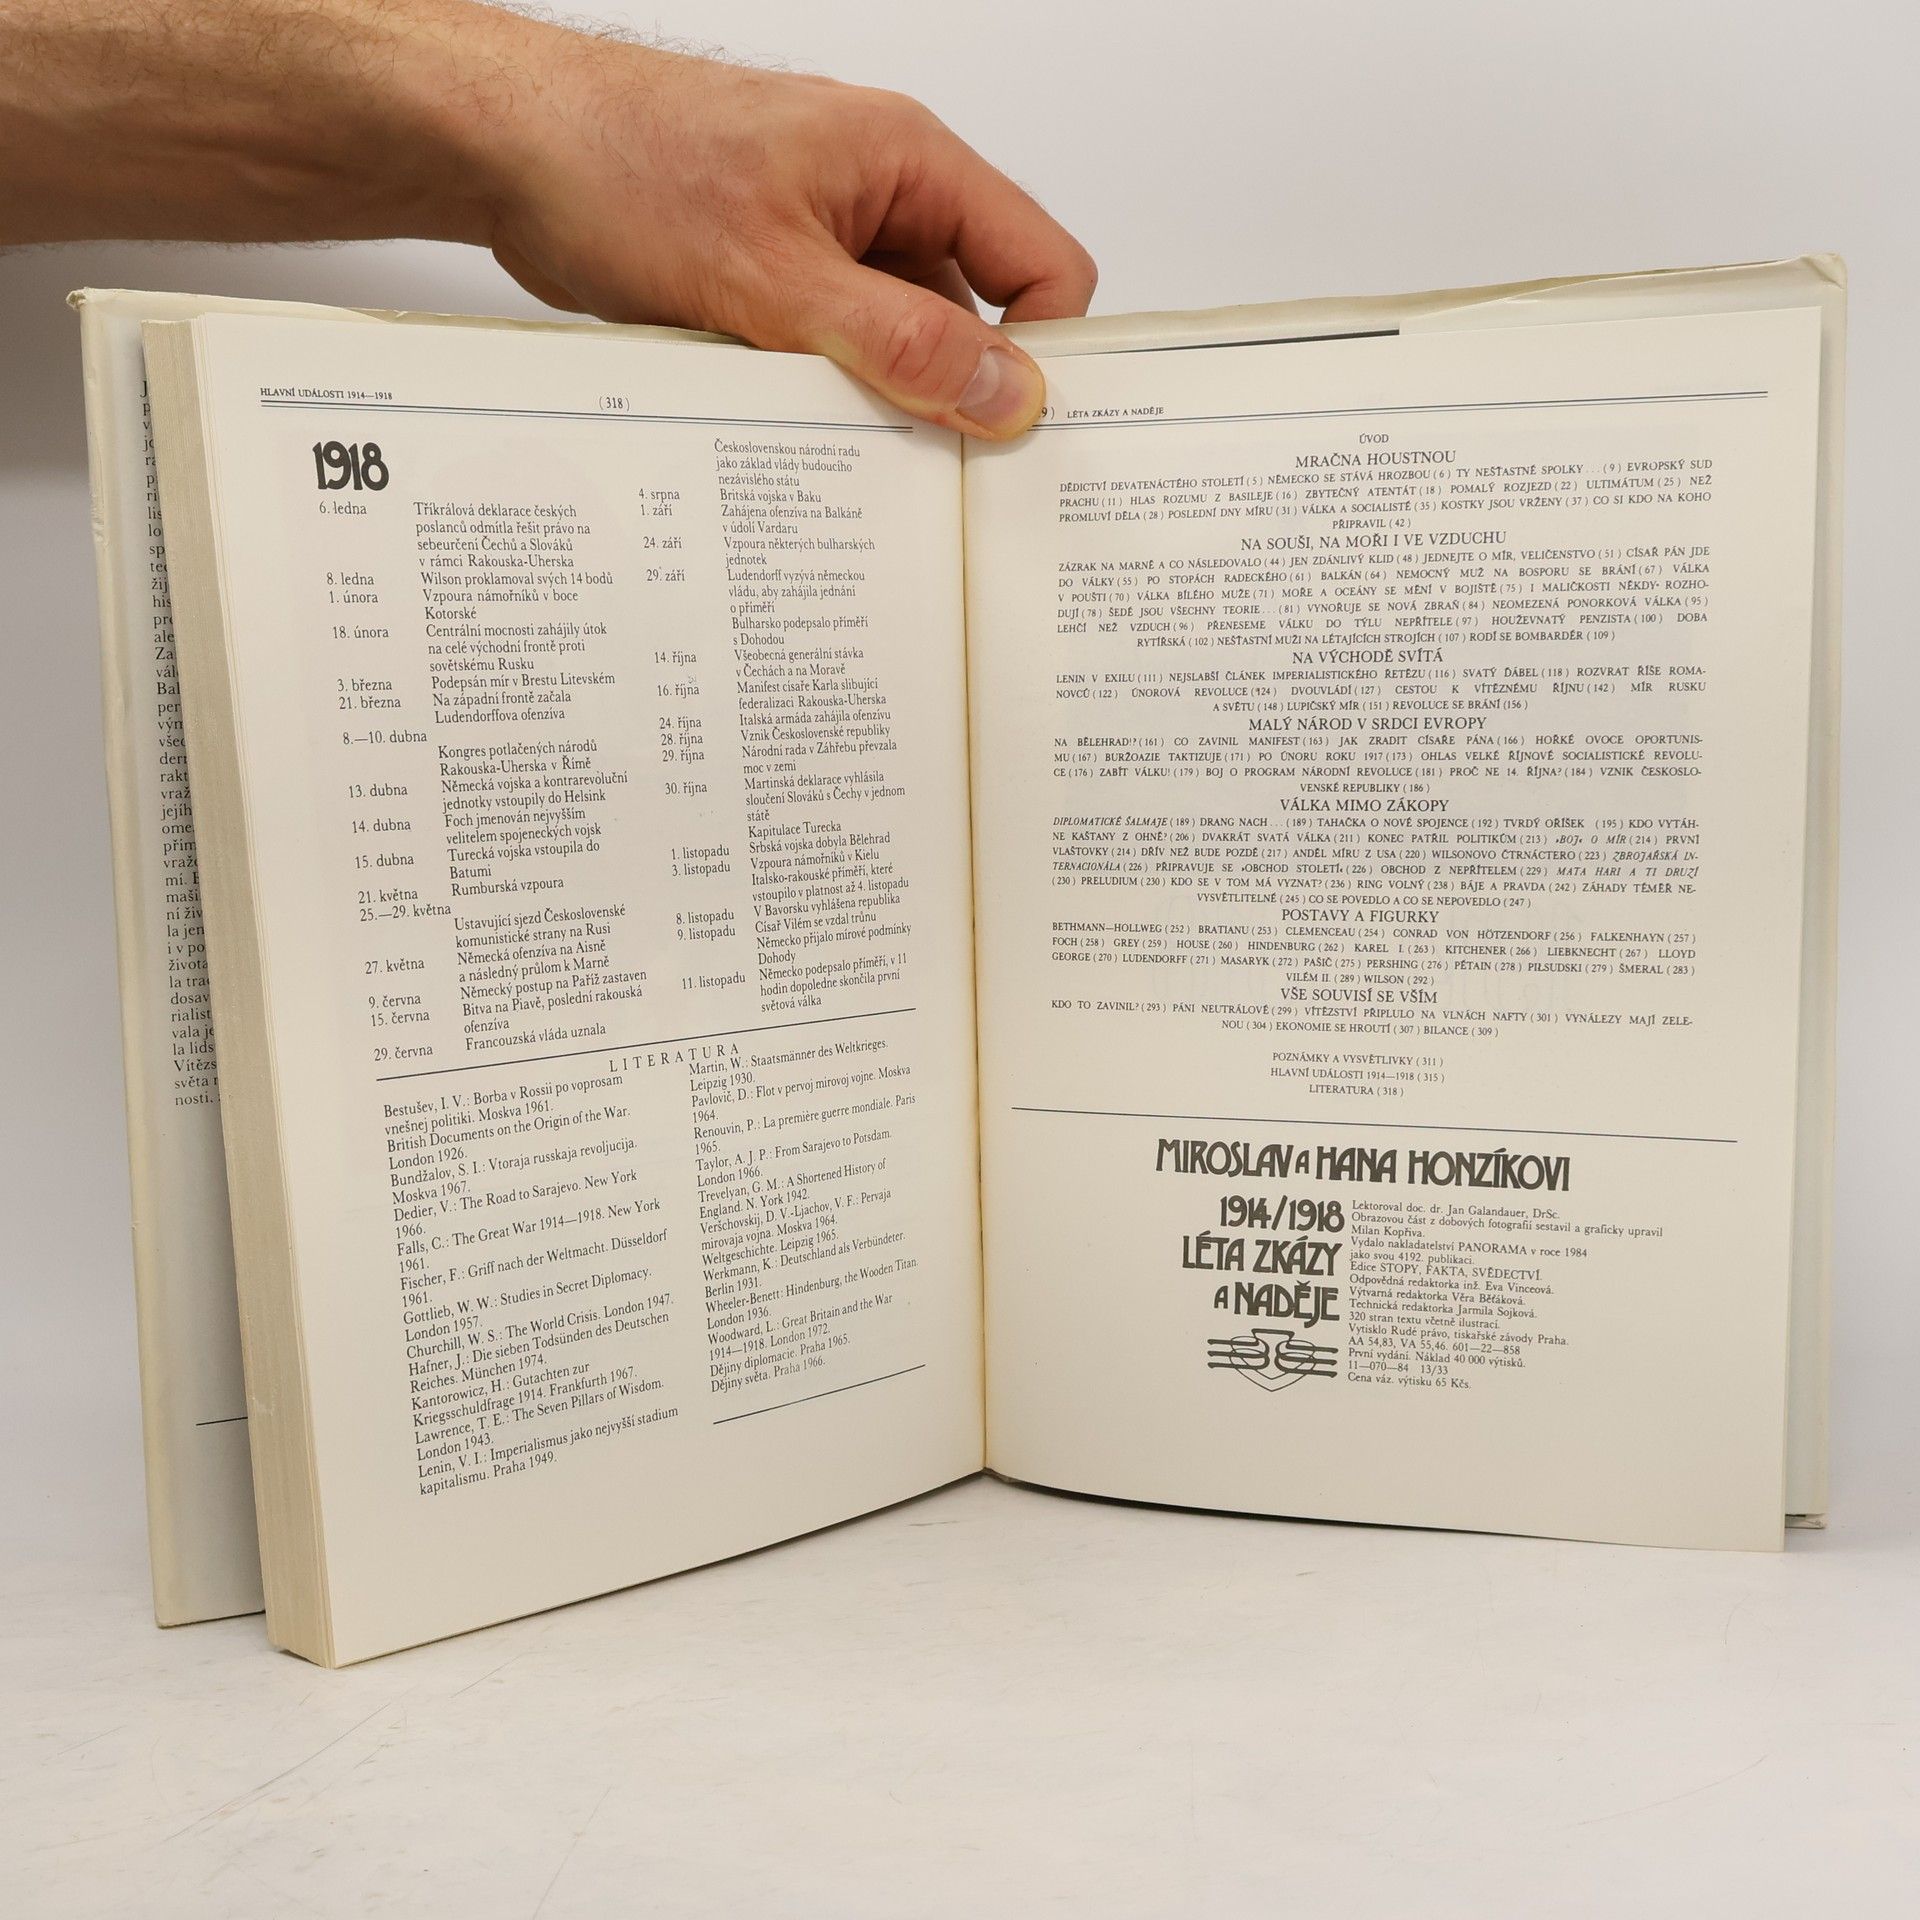 HLAVNÍ UDÁLOSTI 1914—1918
(318)
1918
6. ledna Tříkrálová deklarace českých
poslanců odmítla řešit právo na
sebeurčení Čechů a Slováků
v rámci Rakouska-Uherska
8. ledna Wilson proklamoval svých 14 bodů
1. února Vzpoura námořníků v boce
Kotorské
18. února Centrální mocnosti zahájily útok
na celé východní frontě proti
sovětskému Rusku
3. března Podepsán mír v Brestu Litevském
21. března Na západní frontě začala
Ludendorffova ofenzíva
8.—10. dubna
Kongres potlačených národů
Rakouska-Uherska v Římě
13. dubna Německá vojska a kontrarevoluční
jednotky vstoupily do Helsink
14. dubna Foch jmenován nejvyšším
velitelem spojeneckých vojsk
15. dubna Turecká vojska vstoupila do
Batumi
21. května Rumburská vzpoura
25.—29. května
Ustavující sjezd Československé
komunistické strany na Rusi
27. května Německá ofenzíva na Aisně
a následný průlom k Marně
9. června Německý postup na Paříž zastaven
15. června Bitva na Piavě, poslední rakouská
ofenzíva
29. června Francouzská vláda uznala
Československou národní radu
jako základ vlády budoucího
nezávislého státu
4. srpna Britská vojska v Baku
1. září Zahájena ofenzíva na Balkáně
v údolí Vardaru
24. září Vzpoura některých bulharských
jednotek
29. září Ludendorff vyzývá německou
vládu, aby zahájila jednání
o příměří
Bulharsko podepsalo příměří
s Dohodou
14. října Všeobecná generální stávka
v Čechách a na Moravě
16. října Manifest císaře Karla slibující
federalizaci Rakouska-Uherska
24. října Italská armáda zahájila ofenzívu
28. října Vznik Československé republiky
29. října Národní rada v Záhřebu převzala
moc v zemi
30. října Martinská deklarace vyhlásila
sloučení Slováků s Čechy v jednom
státě
Kapitulace Turecka
1. listopadu Srbská vojska dobyla Bělehrad
3. listopadu Vzpoura námořníků v Kielu
Italsko-rakouské příměří, které
vstoupilo v platnost až 4. listopadu
8. listopadu V Bavorsku vyhlášena republika
9. listopadu Císař Vilém se vzdal trůnu
Německo přijalo mírové podmínky
Dohody
11. listopadu Německo podepsalo příměří, v 11
hodin dopoledne skončila první
světová válka
LITERATURA
Bestušev, I. V.: Borba v Rossii po voprosam
vnešnej politiki. Moskva 1961.
British Documents on the Origin of the War.
London 1926.
Bundžalov, S. I.: Vtoraja russkaja revoljucija.
Moskva 1967.
Dedier, V.: The Road to Sarajevo. New York
1966.
Falls, C.: The Great War 1914—1918. New York
1961.
Fischer, F.: Griff nach der Weltmacht. Düsseldorf
1961.
Gottlieb, W. W.: Studies in Secret Diplomacy.
London 1957.
Churchill, W. S.: The World Crisis. London 1947.
Hafner, J.: Die sieben Todsünden des Deutschen
Reiches. München 1974.
Kantorowicz, H.: Gutachten zur
Kriegsschuldfrage 1914. Frankfurth 1967.
Lawrence, T. E.: The Seven Pillars of Wisdom.
London 1943.
Lenin, V. I.: Imperialismus jako nejvyšší stadium
kapitalismu. Praha 1949.
Martin, W.: Staatsmänner des Weltkrieges.
Leipzig 1930.
Pavlovič, D.: Flot v pervoj mirovoj vojne. Moskva
1964.
Renouvin, P.: La première guerre mondiale. Paris
1965.
Taylor, A. J. P.: From Sarajevo to Potsdam.
London 1966.
Trevelyan, G. M.: A Shortened History of
England. N. York 1942.
Verščhovskij, D. V.-Ljachov, V. F.: Pervaja
mirovaja vojna. Moskva 1964.
Weltgeschichte. Leipzig 1965.
Werkmann, K.: Deutschland als Verbündeter.
Berlin 1931.
Wheeler-Benett: Hindenburg, the Wooden Titan.
London 1936.
Woodward, L.: Great Britain and the War
1914—1918. London 1972.
Dějiny diplomacie. Praha 1965.
Dějiny světa. Praha 1966.
9) LÉTA ZKÁZY A NADĚJE
ÚVOD
MRAČNA HOUSTNOU
DĚDICTVÍ DEVATENÁCTÉHO STOLETÍ (5) NĚMECKO SE STÁVÁ HROZBOU (6) TY NEŠŤASTNÉ SPOLKY... (9) EVROPSKÝ SUD
PRACHU (11) HLAS ROZUMU Z BASILEJE (16) ZBYTEČNÝ ATENTÁT (18) POMALÝ ROZJEZD (22) ULTIMÁTUM (25) NEŽ
PROMLUVÍ DĚLA (28) POSLEDNÍ DNY MÍRU (31) VÁLKA A SOCIALISTÉ (35) KOSTKY JSOU VRŽENY (37) CO SI KDO NA KOHO
PŘIPRAVIL (42)
NA SOUŠI, NA MOŘI I VE VZDUCHU
ZÁZRAK NA MARNĚ A CO NÁSLEDOVALO (44) JEN ZDÁNLIVÝ KLID (48) JEDNEJTE O MÍR, VELIČENSTVO (51) CÍSAŘ PÁN JDE
DO VÁLKY (55) PO STOPÁCH RADECKÉHO (61) BALKÁN (64) NEMOCNÝ MUŽ NA BOSPORU SE BRÁNÍ (67) VÁLKA
V POUŠTI (70) VÁLKA BÍLÉHO MUŽE (71) MOŘE A OCEÁNY SE MĚNÍ V BOJIŠTĚ (75) I MALIČKOSTI NĚKDY ROZHO-
DUJÍ (78) ŠEDÉ JSOU VŠECHNY TEORIE... (81) VYNOŘUJE SE NOVÁ ZBRAŇ (84) NEOMEZENÁ PONORKOVÁ VÁLKA (95)
LEHČÍ NEŽ VZDUCH (96) PŘENESEME VÁLKU DO TÝLU NEPŘÍTELE (97) HOUŽEVNATÝ PENZISTA (100) DOBA
RYTÍŘSKÁ (102) NEŠŤASTNÍ MUŽI NA LÉTAJÍCÍCH STROJÍCH (107) RODÍ SE BOMBARDÉR (109)
NA VÝCHODĚ SVÍTÁ
LENIN V EXILU (111) NEJSLABŠÍ ČLÁNEK IMPERIALISTICKÉHO ŘETĚZU (116) SVATÝ ĎÁBEL (118) ROZVRAT ŘÍŠE ROMA-
NOVCŮ (122) ÚNOROVÁ REVOLUCE (124) DVOUVLÁDÍ (127) CESTOU K VÍTĚZNÉMU ŘÍJNU (142) MÍR RUSKU
A SVĚTU (148) LUPIČSKÝ MÍR (151) REVOLUCE SE BRÁNÍ (156)
MALÝ NÁROD V SRDCI EVROPY
NA BĚLEHRAD!? (161) CO ZAVINIL MANIFEST (163) JAK ZRADIT CÍSAŘE PÁNA (166) HOŘKÉ OVOCE OPORTUNIS-
MU (167) BURŽOAZIE TAKTIZUJE (171) PO ÚNORU ROKU 1917 (173) OHLAS VELKÉ ŘÍJNOVÉ SOCIALISTICKÉ REVOLU-
CE (176) ZABÍT VÁLKU! (179) BOJ O PROGRAM NÁRODNÍ REVOLUCE (181) PROČ NE 14. ŘÍJNA? (184) VZNIK ČESKOSLO-
VENSKÉ REPUBLIKY (186)
VÁLKA MIMO ZÁKOPY
DIPLOMATICKÉ ŠALMAJE (189) DRANG NACH... (189) TAHAČKA O NOVÉ SPOJENCE (192) TVRDÝ OŘÍŠEK (195) KDO VYTÁH-
NE KAŠTANY Z OHNĚ? (206) DVAKRÁT SVATÁ VÁLKA (211) KONEC PATŘIL POLITIKŮM (213) »BOJ« O MÍR (214) PRVNÍ
VLAŠTOVKY (214) DŘÍV NEŽ BUDE POZDĚ (217) ANDĚL MÍRU Z USA (220) WILSONOVO ČTRNÁCTERO (223) ZBROJAŘSKÁ IN-
TERNACIONÁLA (226) PŘIPRAVUJE SE »OBCHOD STOLETÍ« (226) OBCHOD Z NEPŘÍTELEM (229) MATA HARI A TI DRUZÍ
(230) PRELUDIUM (230) KDO SE V TOM MÁ VYZNAT? (236) RING VOLNÝ (238) BÁJE A PRAVDA (242) ZÁHADY TÉMĚŘ NE-
VYSVĚTLITELNÉ (245) CO SE POVEDLO A CO SE NEPOVEDLO (247)
POSTAVY A FIGURKY
BETHMANN—HOLLWEG (252) BRATIANU (253) CLEMENCEAU (254) CONRAD VON HÖTZENDORF (256) FALKENHAYN (257)
FOCH (258) GREY (259) HOUSE (260) HINDENBURG (262) KAREL I. (263) KITCHENER (266) LIEBKNECHT (267) LLOYD
GEORGE (270) LUDENDORFF (271) MASARYK (272) PAŠIČ (275) PERSHING (276) PÉTAIN (278) PILSUDSKI (279) ŠMERAL (283)
VILÉM II. (289) WILSON (292)
VŠE SOUVISÍ SE VŠÍM
KDO TO ZAVINIL? (293) PÁNI NEUTRÁLOVÉ (299) VÍTĚZSTVÍ PŘIPLULO NA VLNÁCH NAFTY (301) VYNÁLEZY MAJÍ ZELE-
NOU (304) EKONOMIE SE HROUTÍ (307) BILANCE (309)
POZNÁMKY A VYSVĚTLIVKY (311)
HLAVNÍ UDÁLOSTI 1914—1918 (315)
LITERATURA (318)
MIROSLAV A HANA HONZÍKOVI
1914/1918
LÉTA ZKÁZY
A NADĚJE
Lektoroval doc. dr. Jan Galandauer, DrSc.
Obrazovou část z dobových fotografií sestavil a graficky upravil
Milan Kopřiva.
Vydalo nakladatelství PANORAMA v roce 1984
jako svou 4192. publikaci.
Edice STOPY, FAKTA, SVĚDECTVÍ.
Odpovědná redaktorka inž. Eva Vinceová.
Výtvarná redaktorka Věra Běťáková.
Technická redaktorka Jarmila Sojková.
320 stran textu včetně ilustrací.
Vytisklo Rudé právo, tiskařské závody Praha.
AA 54,83, VA 55,46. 601—22—858
První vydání. Náklad 40 000 výtisků.
11—070—84 13/33
Cena váz. výtisku 65 Kčs.